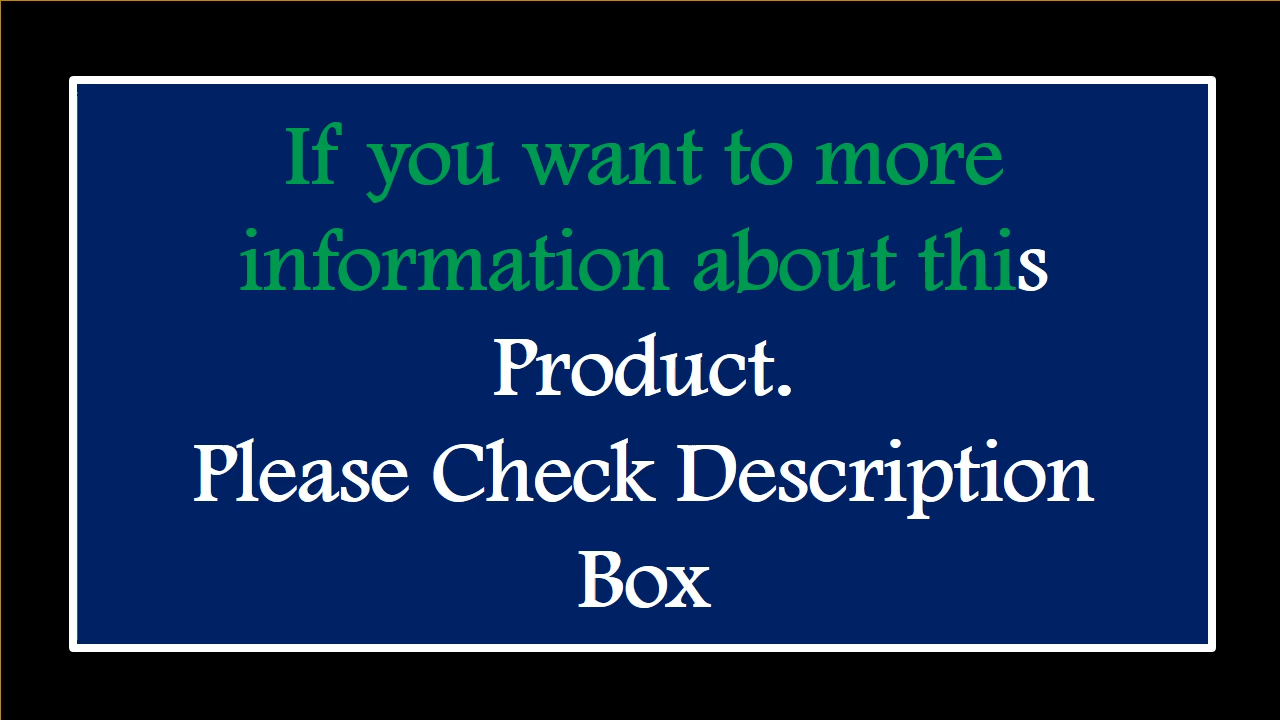 If you want to more
information about this
Product.
Please Check Description
Box